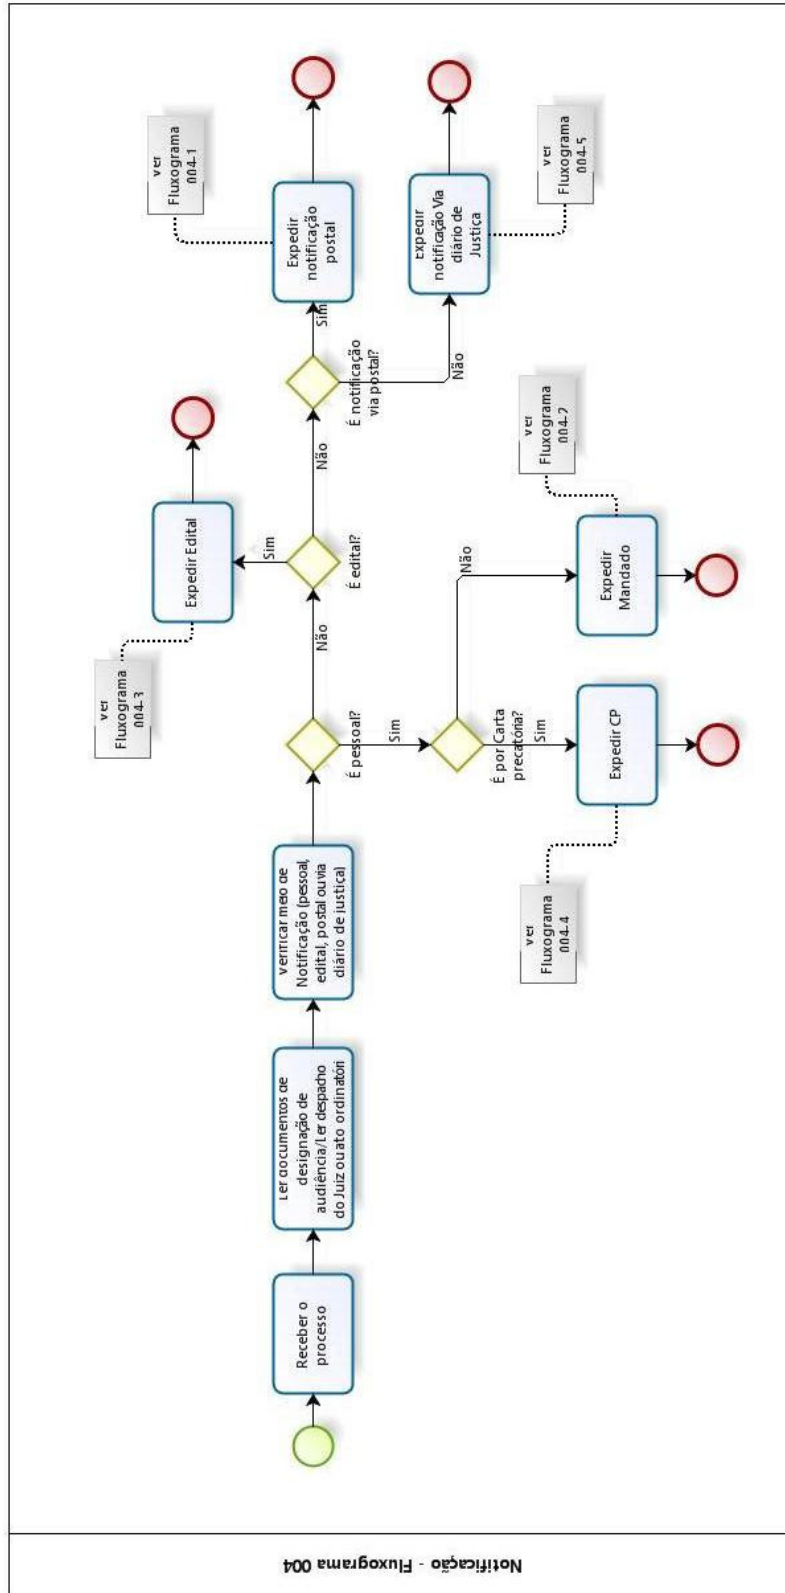 Notificação - Fluxograma 004
Receber o
processo
Ler documentos de
designação de
audiência/Ler despacho
do Juiz ou ato ordinatóri
Verificar meio de
Notificação (pessoal,
edital, postal ou via
diário de justiça)
É pessoal?
Não
Sim
É edital?
Sim
Não
Expedir Edital
ver
Fluxograma
004-3
É notificação
via postal?
Sim
Não
Expedir
notificação
postal
ver
Fluxograma
004-1
Expedir
notificação Via
diário de
Justiça
ver
Fluxograma
004-5
É por Carta
precatória?
Sim
Não
Expedir CP
ver
Fluxograma
004-4
Expedir
Mandado
ver
Fluxograma
004-2